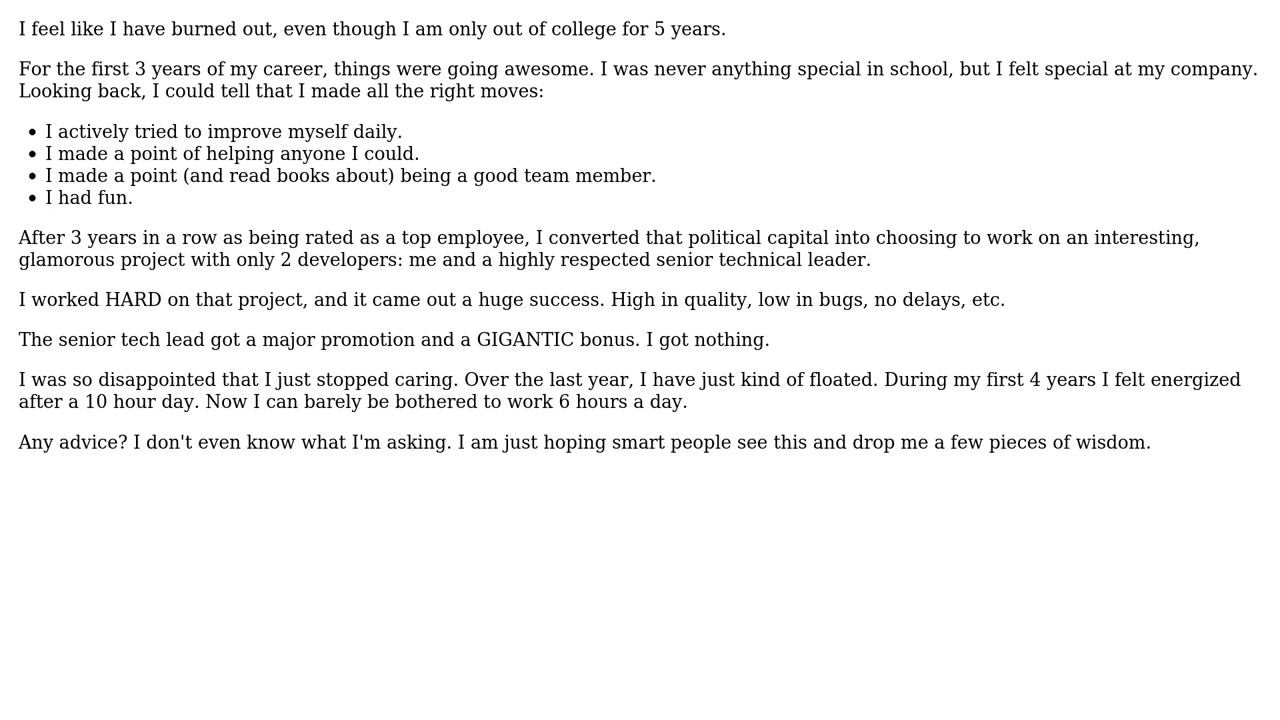 I feel like I have burned out, even though I am only out of college for 5 years.
For the first 3 years of my career, things were going awesome. I was never anything special in school, but I felt special at my company.
Looking back, I could tell that I made all the right moves:
• I actively tried to improve myself daily.
• I made a point of helping anyone I could.
• I made a point (and read books about) being a good team member.
• I had fun.
After 3 years in a row as being rated as a top employee, I converted that political capital into choosing to work on an interesting,
glamorous project with only 2 developers: me and a highly respected senior technical leader.
I worked HARD on that project, and it came out a huge success. High in quality, low in bugs, no delays, etc.
The senior tech lead got a major promotion and a GIGANTIC bonus. I got nothing.
I was so disappointed that I just stopped caring. Over the last year, I have just kind of floated. During my first 4 years I felt energized
after a 10 hour day. Now I can barely be bothered to work 6 hours a day.
Any advice? I don't even know what I'm asking. I am just hoping smart people see this and drop me a few pieces of wisdom.